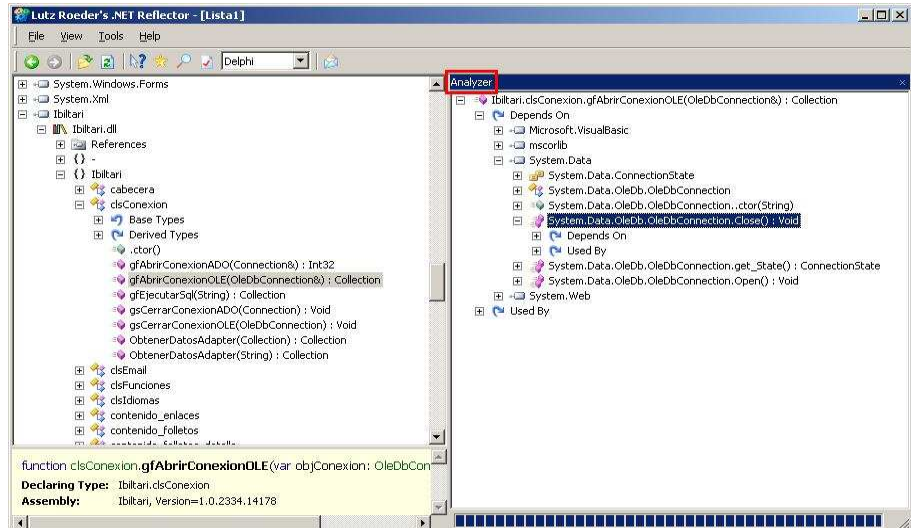 Lutz Roeder's .NET Reflector - [Lista1]
File View Tools Help
Delphi
System.Windows.Forms
System.Xml
Ibiltari
Ibiltari.dll
References
{} -
{} Ibiltari
cabecera
clsConexion
Base Types
Derived Types
.ctor()
gfAbrirConexionADO(Connection&) : Int32
gfAbrirConexionOLE(OleDbConnection&) : Collection
gfEjecutarSql(String) : Collection
gsCerrarConexionADO(Connection) : Void
gsCerrarConexionOLE(OleDbConnection) : Void
ObtenerDatosAdapter(Collection) : Collection
ObtenerDatosAdapter(String) : Collection
clsEmail
clsFunciones
clsIdiomas
contenido_enlaces
contenido_folletos
contenido_folletos_detalle
function clsConexion.gfAbrirConexionOLE(var objConexion: OleDbCon
Declaring Type: Ibiltari.clsConexion
Assembly: Ibiltari, Version=1.0.2334.14178
Analyzer
Ibiltari.clsConexion.gfAbrirConexionOLE(OleDbConnection&) : Collection
Depends On
Microsoft.VisualBasic
mscorlib
System.Data
System.Data.ConnectionState
System.Data.OleDb.OleDbConnection
System.Data.OleDb.OleDbConnection..ctor(String)
System.Data.OleDb.OleDbConnection.Close() : Void
Depends On
Used By
System.Data.OleDb.OleDbConnection.get_State() : ConnectionState
System.Data.OleDb.OleDbConnection.Open() : Void
System.Web
Used By